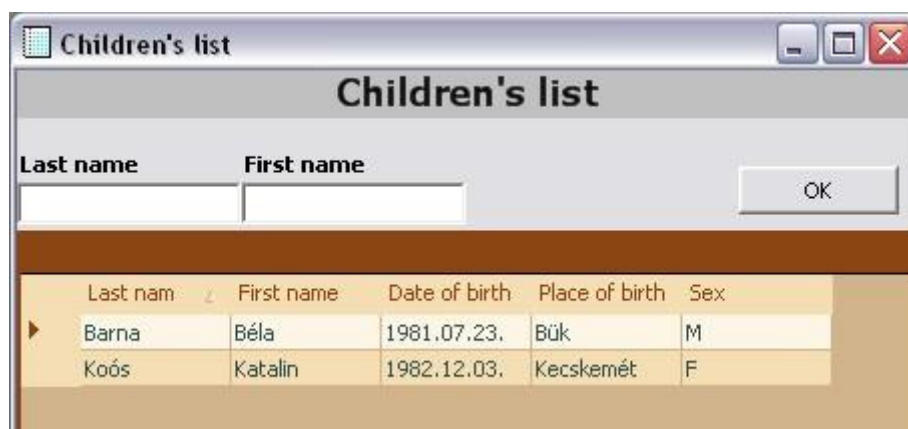 Children's list
Children's list
Last name First name
OK
Last nam First name Date of birth Place of birth Sex
Barna Béla 1981.07.23. Bük M
Koós Katalin 1982.12.03. Kecskemét F